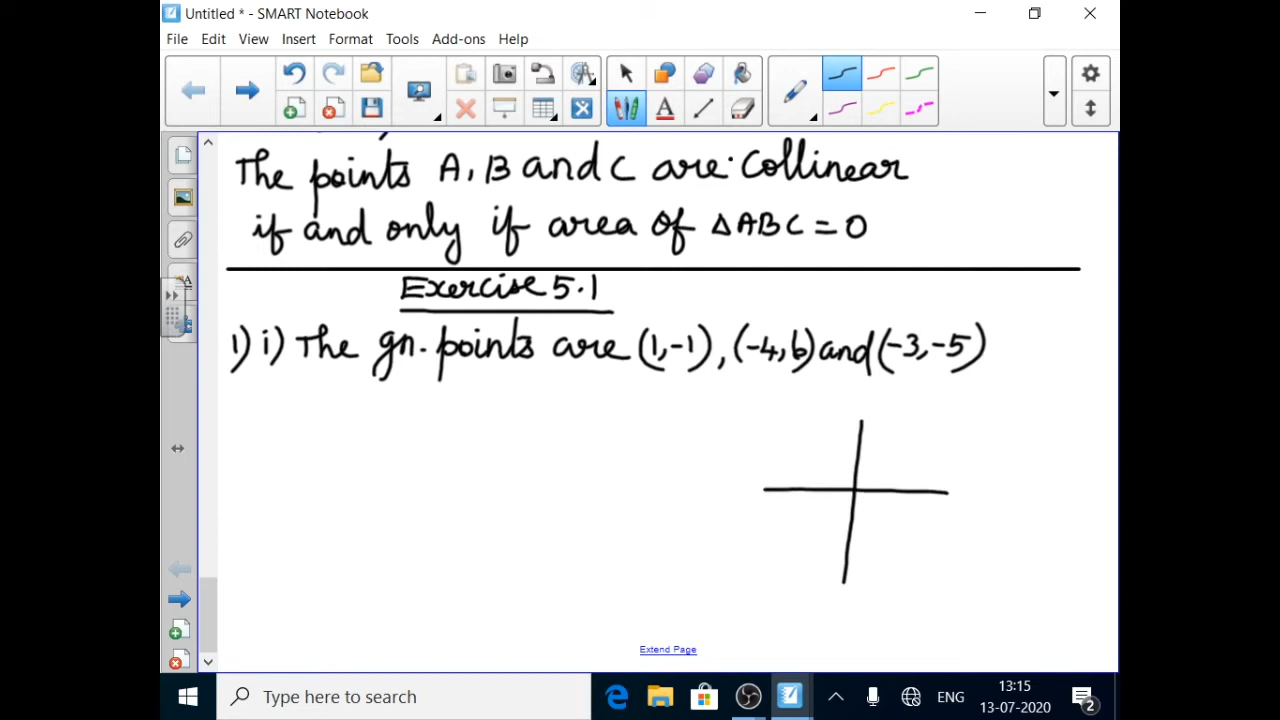 Untitled * - SMART Notebook
File Edit View Insert Format Tools Add-ons Help
The points A, B and C are collinear
if and only if area of ΔABC = 0
Exercise 5.1
1) i) The gn. points are (1,-1), (-4, b) and (-3,-5)
Extend Page
Type here to search
ENG
13:15
13-07-2020
2